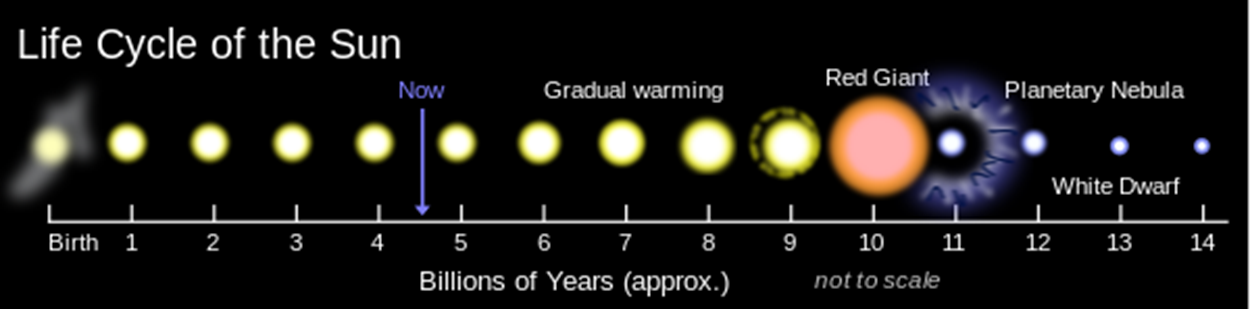 Life Cycle of the Sun
Now
Gradual warming
Red Giant
Planetary Nebula
White Dwarf
Birth 1 2 3 4 5 6 7 8 9 10 11 12 13 14
Billions of Years (approx.)
not to scale